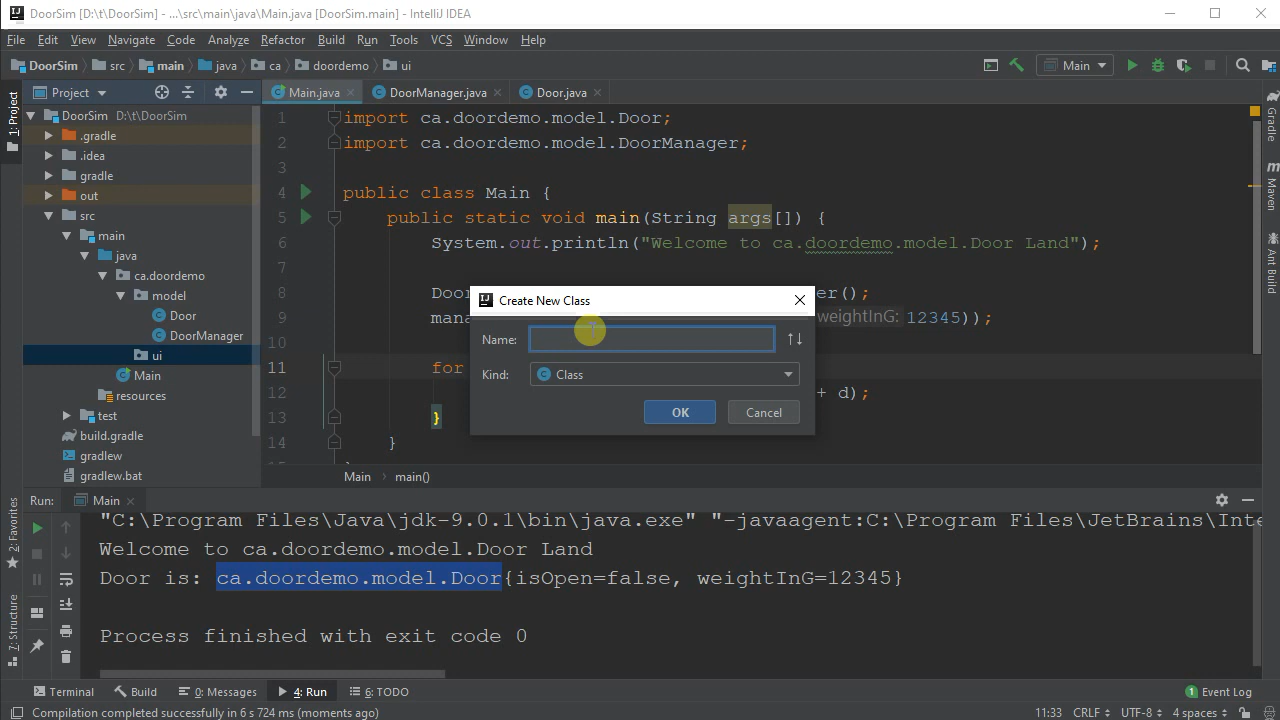 DoorSim [D:\t\DoorSim] - ...\src\main\java\Main.java [DoorSim.main] - IntelliJ IDEA
File Edit View Navigate Code Analyze Refactor Build Run Tools VCS Window Help
DoorSim src main java ca doordemo ui Main
1: Project
Project
Main.java DoorManager.java Door.java
DoorSim D:\t\DoorSim
.gradle
.idea
gradle
out
src
main
java
ca.doordemo
model
Door
DoorManager
ui
Main
resources
test
build.gradle
gradlew
gradlew.bat
1 import ca.doordemo.model.Door;
2 import ca.doordemo.model.DoorManager;
3
4 public class Main {
5 public static void main(String args[]) {
6 System.out.println("Welcome to ca.doordemo.model.Door Land");
7
8 Doo er();
9 mana weightInG: 12345));
10
11 for
12 + d);
13 }
14 }
Main main()
Create New Class
Name:
Kind: Class
OK Cancel
Gradle
Maven
Ant Build
Run: Main
"C:\Program Files\Java\jdk-9.0.1\bin\java.exe" "-javaagent:C:\Program Files\JetBrains\Inte
Welcome to ca.doordemo.model.Door Land
Door is: ca.doordemo.model.Door{isOpen=false, weightInG=12345}
Process finished with exit code 0
2: Favorites
7: Structure
Terminal Build 0: Messages 4: Run 6: TODO 1 Event Log
Compilation completed successfully in 6 s 724 ms (moments ago) 11:33 CRLF UTF-8 4 spaces